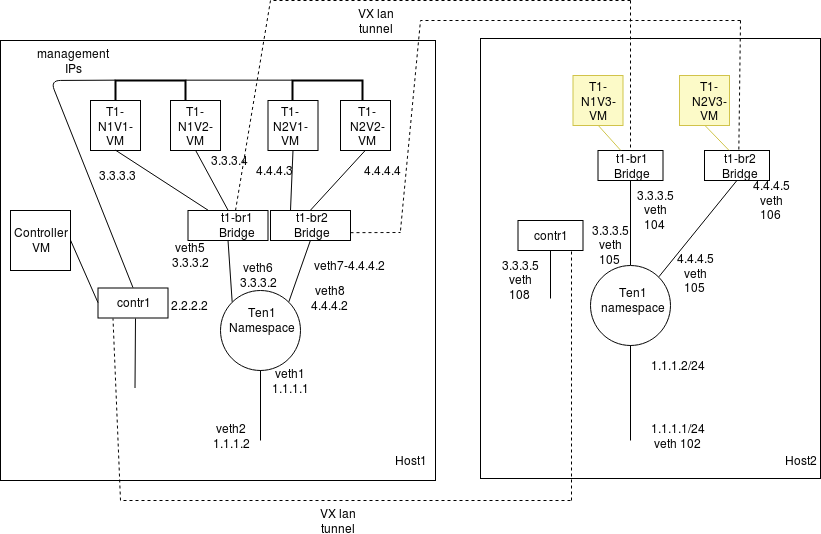 VX lan
tunnel
management
IPs
T1-
N1V1-
VM
T1-
N1V2-
VM
T1-
N2V1-
VM
T1-
N2V2-
VM
T1-
N1V3-
VM
T1-
N2V3-
VM
3.3.3.3
3.3.3.4
4.4.4.3
4.4.4.4
t1-br1
Bridge
t1-br2
Bridge
t1-br1
Bridge
t1-br2
Bridge
Controller
VM
veth5
3.3.3.2
veth6
3.3.3.2
veth7-4.4.4.2
veth8
4.4.4.2
contr1
2.2.2.2
Ten1
Namespace
veth1
1.1.1.1
veth2
1.1.1.2
Host1
3.3.3.5
veth
104
4.4.4.5
veth
106
contr1
3.3.3.5
veth
105
4.4.4.5
veth
105
3.3.3.5
veth
108
Ten1
namespace
1.1.1.2/24
1.1.1.1/24
veth 102
Host2
VX lan
tunnel